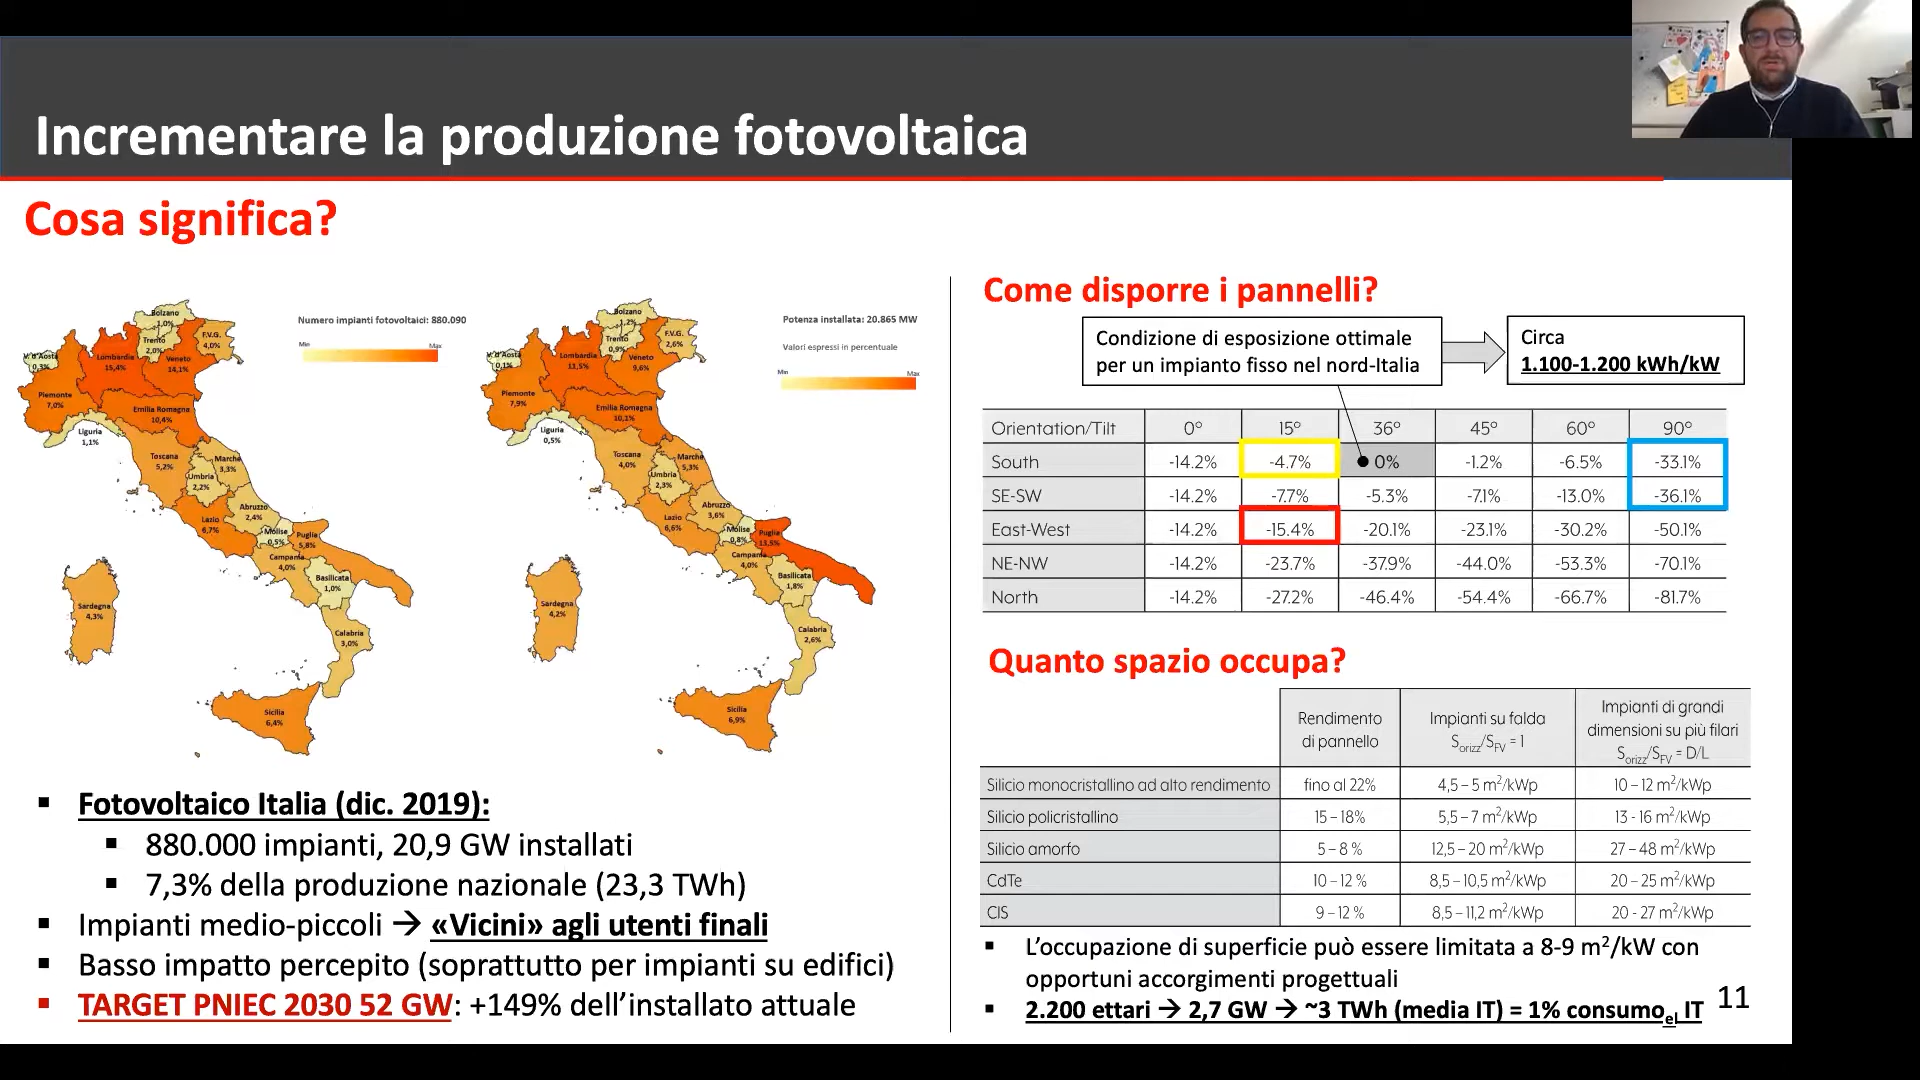 Incrementare la produzione fotovoltaica
Cosa significa?
Numero impianti fotovoltaici: 880.090
Min Max
Bolzano
1,0%
Trento
2,0%
F.V.G.
4,0%
V. d'Aosta
0,3%
Lombardia
15,4%
Veneto
14,1%
Piemonte
7,0%
Emilia Romagna
10,4%
Liguria
1,1%
Toscana
5,2%
Marche
3,3%
Umbria
2,2%
Lazio
6,7%
Abruzzo
2,4%
Molise
0,5%
Puglia
5,8%
Campania
4,0%
Basilicata
1,0%
Sardegna
4,3%
Calabria
3,0%
Sicilia
6,4%
Potenza installata: 20.865 MW
Valori espressi in percentuale
Min Max
Bolzano
1,2%
Trento
0,9%
F.V.G.
2,6%
V. d'Aosta
0,1%
Lombardia
11,5%
Veneto
9,6%
Piemonte
7,9%
Emilia Romagna
10,1%
Liguria
0,5%
Toscana
4,0%
Marche
5,3%
Umbria
2,3%
Lazio
6,6%
Abruzzo
3,6%
Molise
0,8%
Puglia
13,5%
Campania
4,0%
Basilicata
1,8%
Sardegna
4,2%
Calabria
2,6%
Sicilia
6,9%
▪ Fotovoltaico Italia (dic. 2019):
▪ 880.000 impianti, 20,9 GW installati
▪ 7,3% della produzione nazionale (23,3 TWh)
▪ Impianti medio-piccoli → «Vicini» agli utenti finali
▪ Basso impatto percepito (soprattutto per impianti su edifici)
▪ TARGET PNIEC 2030 52 GW: +149% dell'installato attuale
Come disporre i pannelli?
Condizione di esposizione ottimale
per un impianto fisso nel nord-Italia
Circa
1.100-1.200 kWh/kW
Orientation/Tilt 0° 15° 36° 45° 60° 90°
South -14.2% -4.7% 0% -1.2% -6.5% -33.1%
SE-SW -14.2% -7.7% -5.3% -7.1% -13.0% -36.1%
East-West -14.2% -15.4% -20.1% -23.1% -30.2% -50.1%
NE-NW -14.2% -23.7% -37.9% -44.0% -53.3% -70.1%
North -14.2% -27.2% -46.4% -54.4% -66.7% -81.7%
Quanto spazio occupa?
Rendimento
di pannello
Impianti su falda
Sorizz/SFV = 1
Impianti di grandi
dimensioni su più filari
Sorizz/SFV = D/L
Silicio monocristallino ad alto rendimento fino al 22% 4,5 – 5 m²/kWp 10 – 12 m²/kWp
Silicio policristallino 15 – 18% 5,5 – 7 m²/kWp 13 - 16 m²/kWp
Silicio amorfo 5 – 8 % 12,5 – 20 m²/kWp 27 – 48 m²/kWp
CdTe 10 – 12 % 8,5 – 10,5 m²/kWp 20 – 25 m²/kWp
CIS 9 – 12 % 8,5 – 11,2 m²/kWp 20 - 27 m²/kWp
▪ L'occupazione di superficie può essere limitata a 8-9 m²/kW con
opportuni accorgimenti progettuali
▪ 2.200 ettari → 2,7 GW → ~3 TWh (media IT) = 1% consumoel IT
11